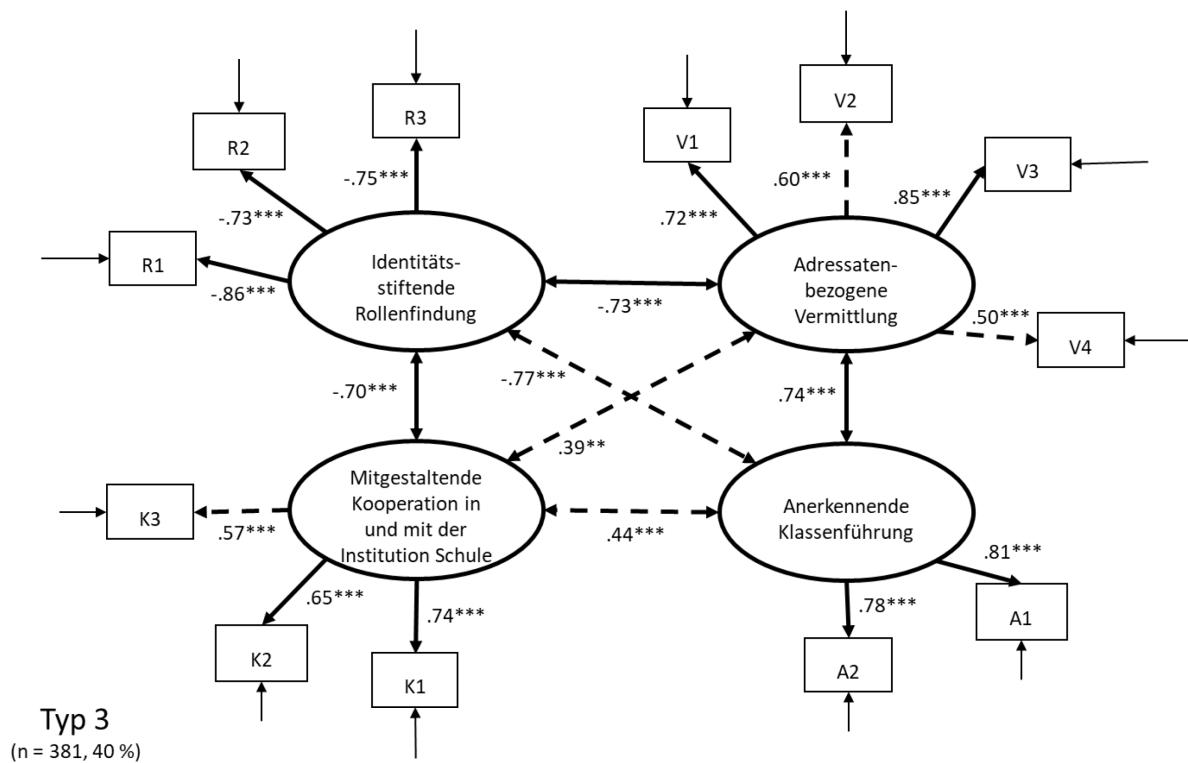 R3
-.75***
R2
-.73***
R1
-.86***
Identitäts-
stiftende
Rollenfindung
V2
.60***
V1
.72***
V3
.85***
Adressaten-
bezogene
Vermittlung
.50***
V4
-.73***
-.70***
-.77***
.39**
.74***
.44***
Mitgestaltende
Kooperation in
und mit der
Institution Schule
K3
.57***
.65***
K2
.74***
K1
Anerkennende
Klassenführung
.81***
A1
.78***
A2
Typ 3
(n = 381, 40 %)